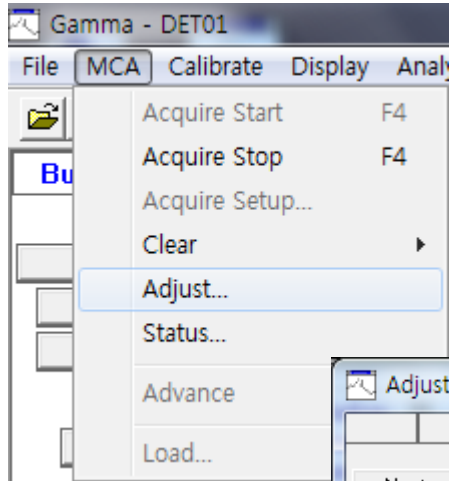 Gamma - DET01
File MCA Calibrate Display
Acquire Start F4
Acquire Stop F4
Acquire Setup...
Clear
Adjust...
Status...
Advance
Load...
Adjust